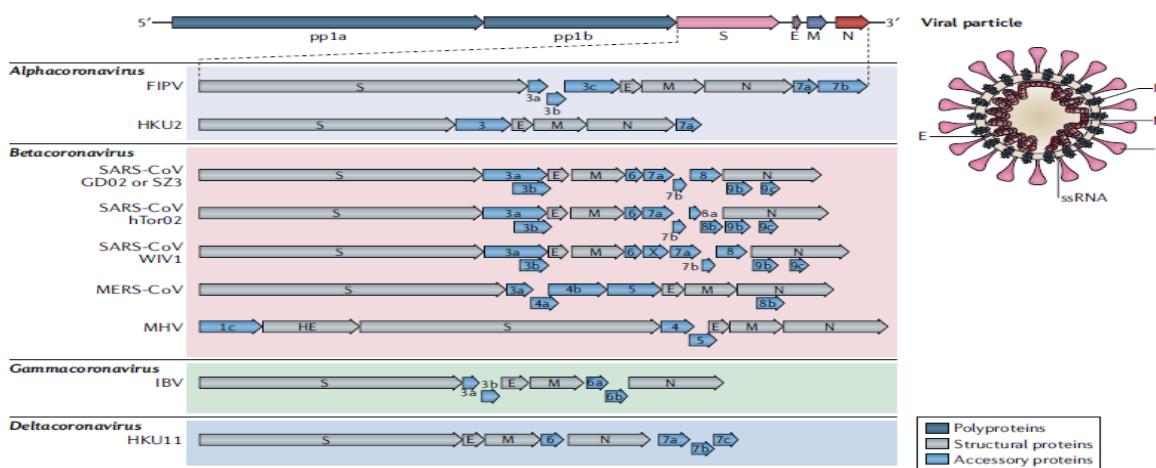 5′ 3′ Viral particle
pp1a pp1b S E M N
Alphacoronavirus
FIPV S 3a 3b 3c E M N 7a 7b
HKU2 S 3 E M N 7a
E
ssRNA
Betacoronavirus
SARS-CoV
GD02 or SZ3 S 3a 3b E M 6 7a 7b 8 N 9b 9c
SARS-CoV
hTor02 S 3a 3b E M 6 7a 7b 8a 8b N 9b 9c
SARS-CoV
WIV1 S 3a 3b E M 6 X 7a 7b 8 N 9b 9c
MERS-CoV S 3a 4a 4b 5 E M N 8b
MHV 1c HE S 4 5 E M N
Gammacoronavirus
IBV S 3a 3b E M 6a 6b N
Deltacoronavirus
HKU11 S E M 6 N 7a 7b 7c
Polyproteins
Structural proteins
Accessory proteins